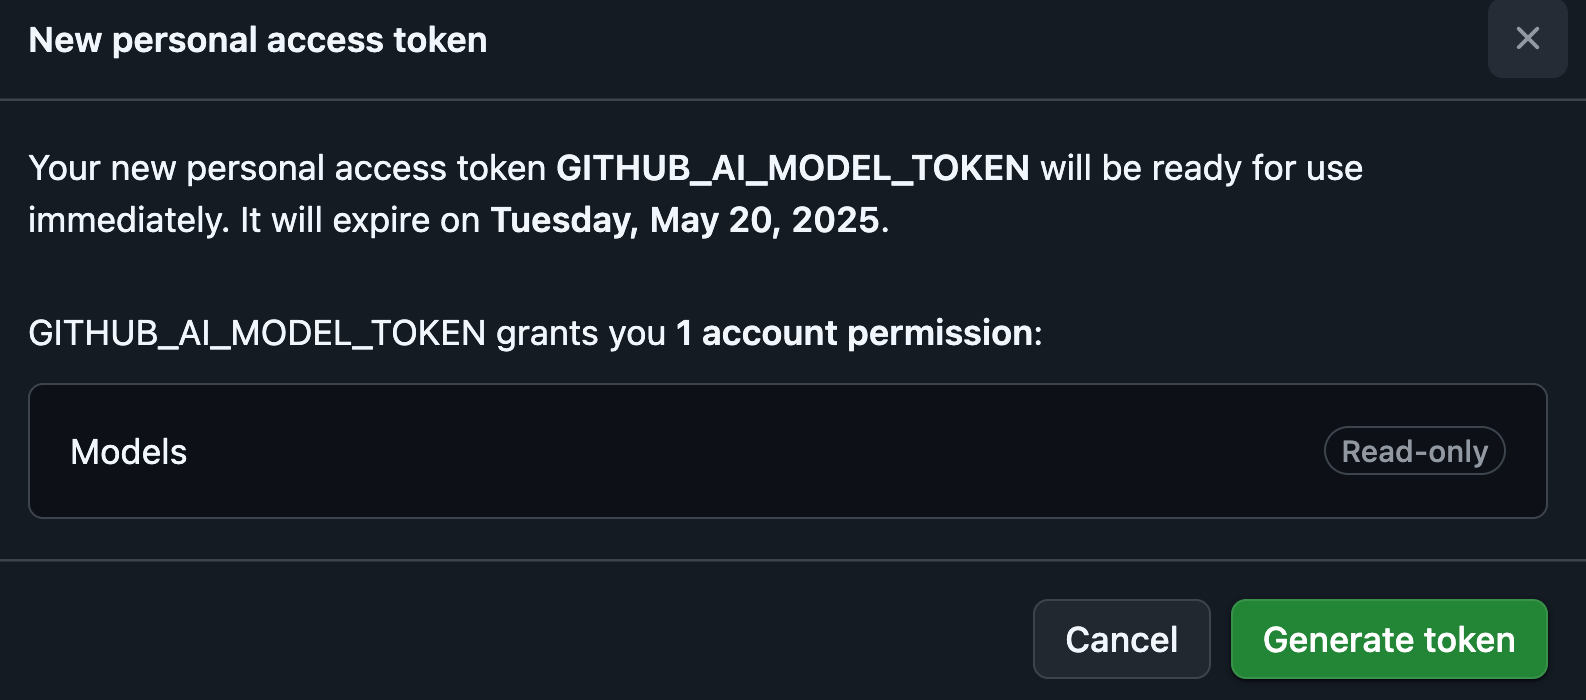 New personal access token
Your new personal access token GITHUB_AI_MODEL_TOKEN will be ready for use
immediately. It will expire on Tuesday, May 20, 2025.
GITHUB_AI_MODEL_TOKEN grants you 1 account permission:
Models
Read-only
Cancel
Generate token